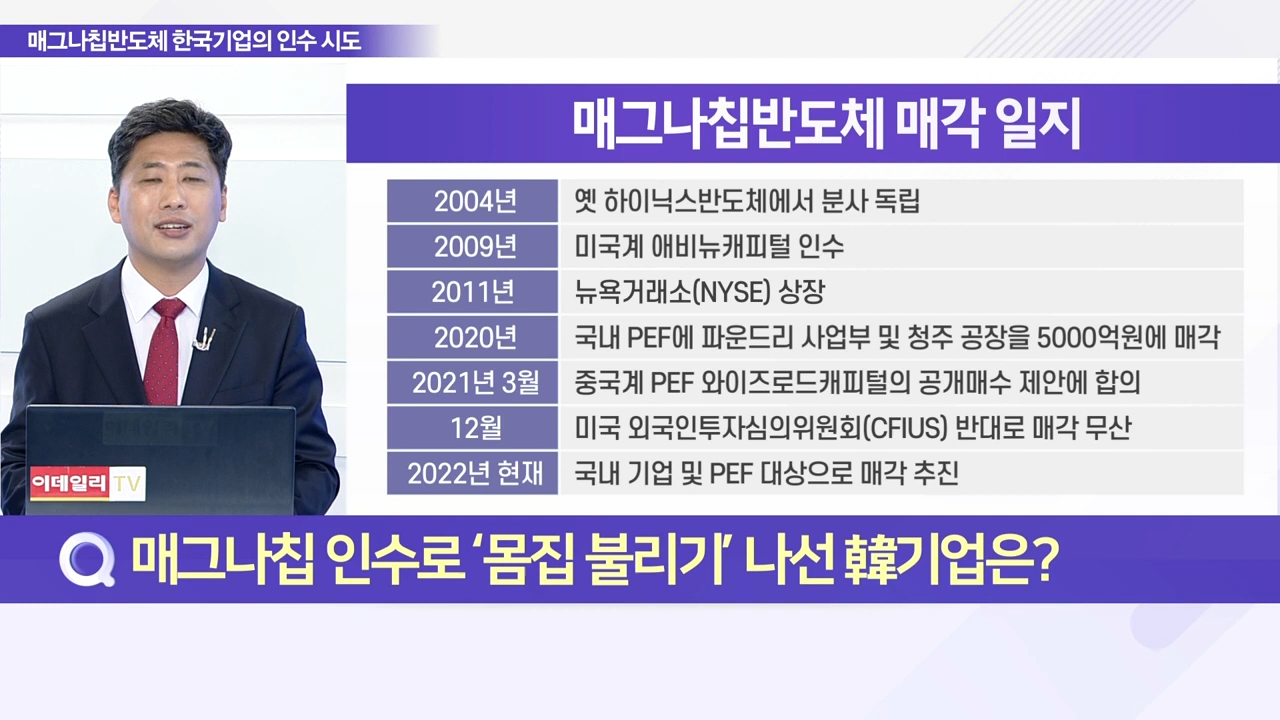 매그나칩반도체 한국기업의 인수 시도
매그나칩반도체 매각 일지
2004년 옛 하이닉스반도체에서 분사 독립
2009년 미국계 애비뉴캐피털 인수
2011년 뉴욕거래소(NYSE) 상장
2020년 국내 PEF에 파운드리 사업부 및 청주 공장을 5000억원에 매각
2021년 3월 중국계 PEF 와이즈로드캐피털의 공개매수 제안에 합의
12월 미국 외국인투자심의위원회(CFIUS) 반대로 매각 무산
2022년 현재 국내 기업 및 PEF 대상으로 매각 추진
이데일리 TV
Q 매그나칩 인수로 ‘몸집 불리기’ 나선 韓기업은?